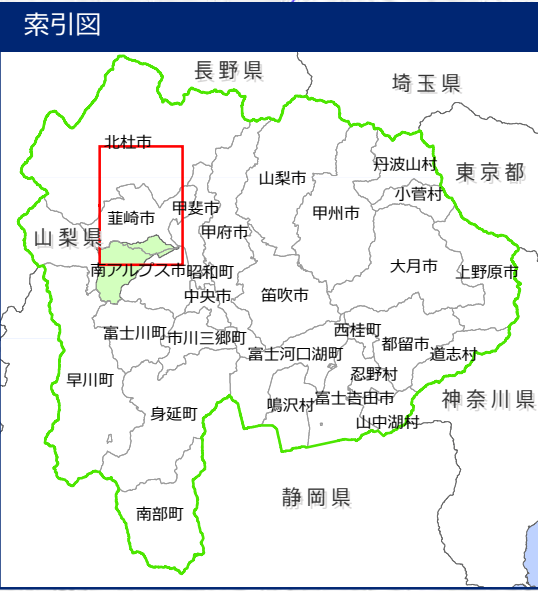 索引図
長野県
埼玉県
北杜市
丹波山村
東京都
山梨市
小菅村
韮崎市
甲斐市
甲州市
甲府市
山梨県
大月市
南アルプス市
昭和町
上野原市
中央市
笛吹市
西桂町
富士川町
市川三郷町
都留市
富士河口湖町
道志村
忍野村
早川町
富士吉田市
神奈川県
鳴沢村
身延町
山中湖村
静岡県
南部町